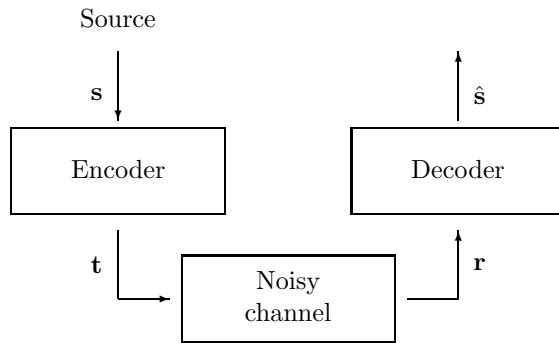 Source
s
ŝ
Encoder
Decoder
t
r
Noisy
channel